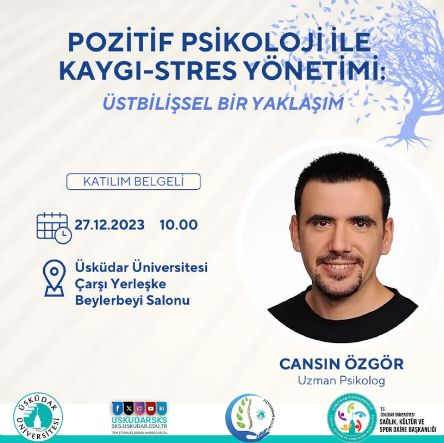 POZİTİF PSİKOLOJİ İLE
KAYGI-STRES YÖNETİMİ:
ÜSTBİLİŞSEL BİR YAKLAŞIM
KATILIM BELGELİ
27.12.2023 10.00
Üsküdar Üniversitesi
Çarşı Yerleşke
Beylerbeyi Salonu
CANSIN ÖZGÖR
Uzman Psikolog
ÜSKÜDAR ÜNİVERSİTESİ
USKUDARSKS
SKS.USKUDAR.EDU.TR
T.C.
ÜSKÜDAR ÜNİVERSİTESİ
SAĞLIK, KÜLTÜR VE
SPOR DAİRE BAŞKANLIĞI